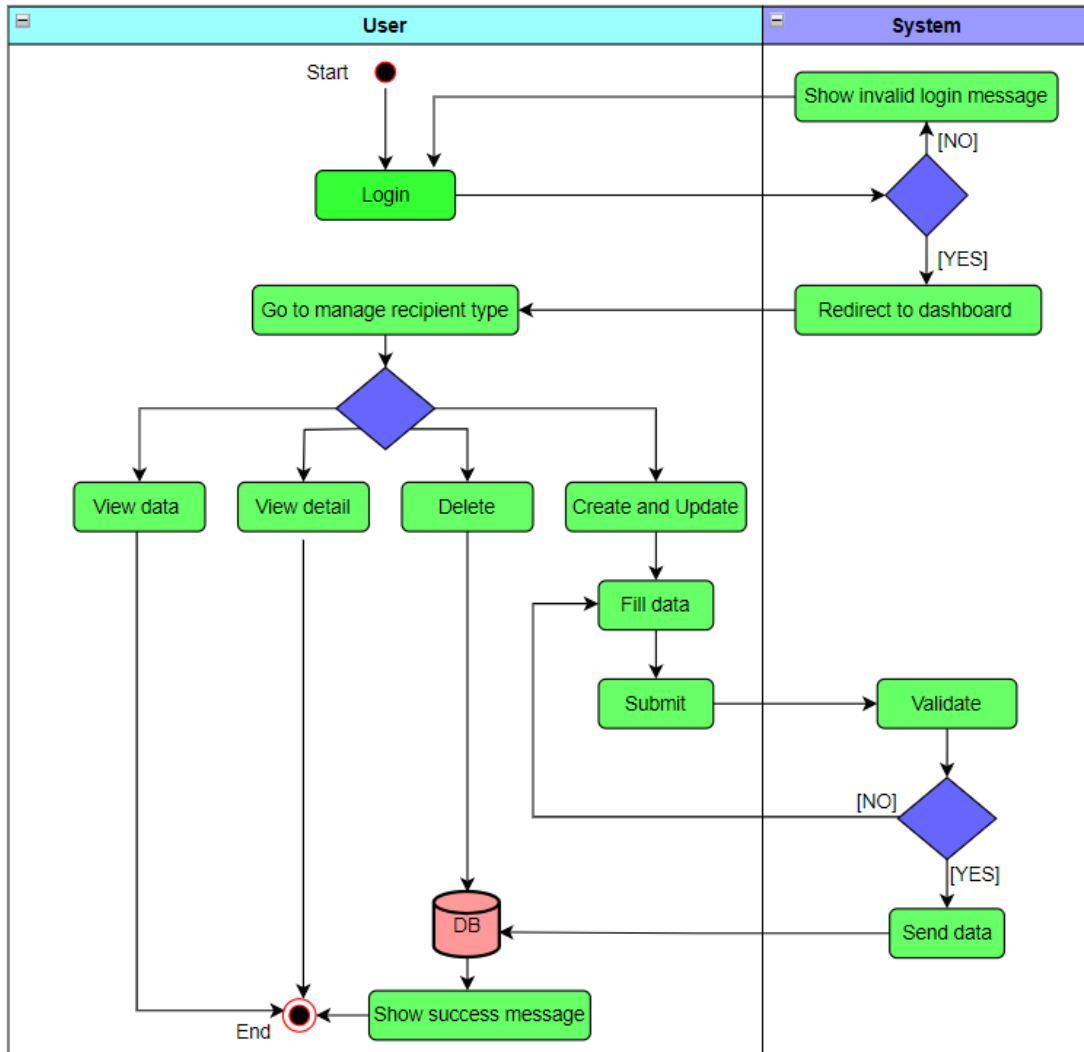 User
System
Start
Show invalid login message
[NO]
Login
[YES]
Go to manage recipient type
Redirect to dashboard
View data
View detail
Delete
Create and Update
Fill data
Submit
Validate
[NO]
[YES]
DB
Send data
Show success message
End